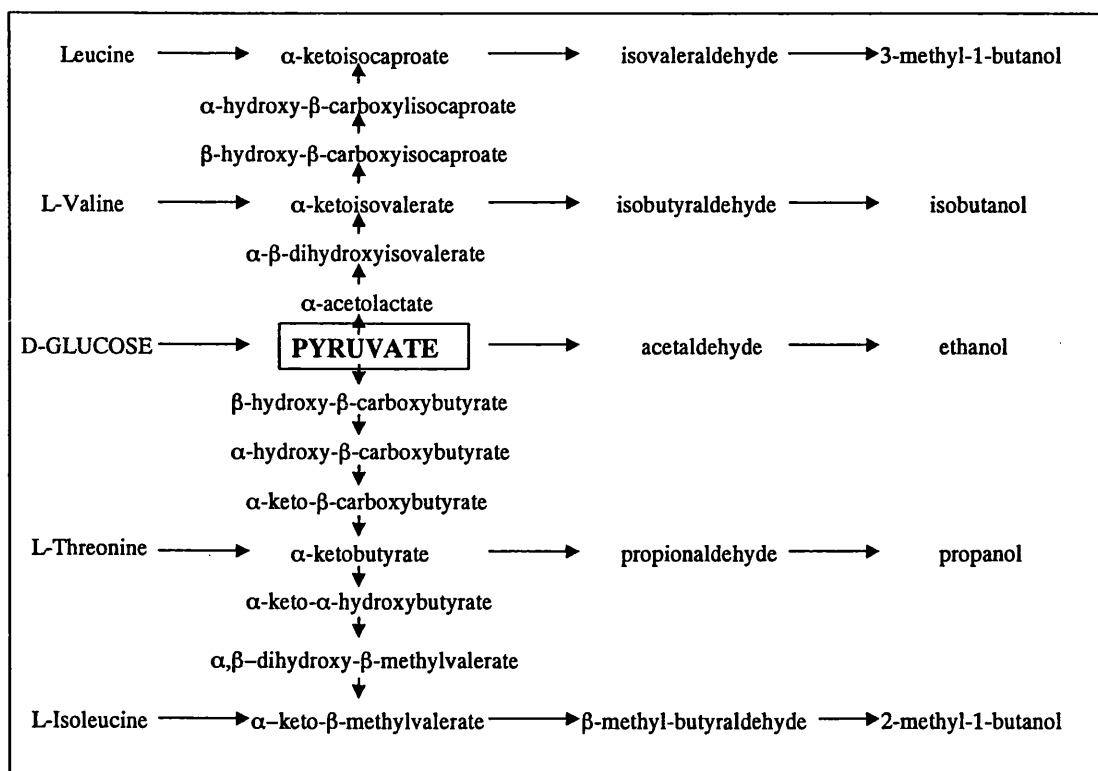 Leucine α-ketoisocaproate isovaleraldehyde 3-methyl-1-butanol
α-hydroxy-β-carboxylisocaproate
β-hydroxy-β-carboxyisocaproate
L-Valine α-ketoisovalerate isobutyraldehyde isobutanol
α-β-dihydroxyisovalerate
α-acetolactate
D-GLUCOSE PYRUVATE acetaldehyde ethanol
β-hydroxy-β-carboxybutyrate
α-hydroxy-β-carboxybutyrate
α-keto-β-carboxybutyrate
L-Threonine α-ketobutyrate propionaldehyde propanol
α-keto-α-hydroxybutyrate
α,β–dihydroxy-β-methylvalerate
L-Isoleucine α–keto-β-methylvalerate β-methyl-butyraldehyde 2-methyl-1-butanol